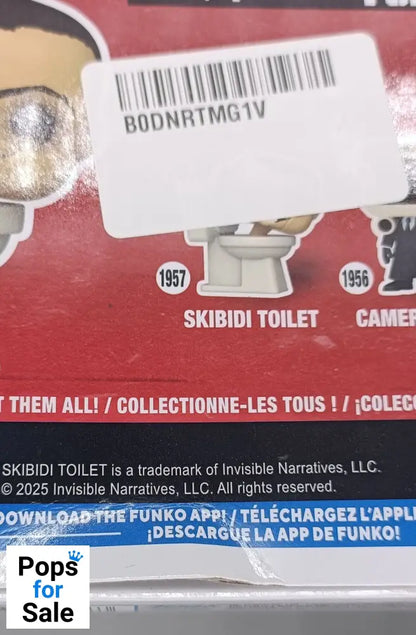 B0DNRTMG1V
1957
1956
SKIBIDI TOILET
CAMER
T THEM ALL! / COLLECTIONNE-LES TOUS ! / ¡COLEC
SKIBIDI TOILET is a trademark of Invisible Narratives, LLC.
© 2025 Invisible Narratives, LLC. All rights reserved.
DOWNLOAD THE FUNKO APP! / TÉLÉCHARGEZ L'APPLI
¡DESCARGUE LA APP DE FUNKO!
Pops
for
Sale